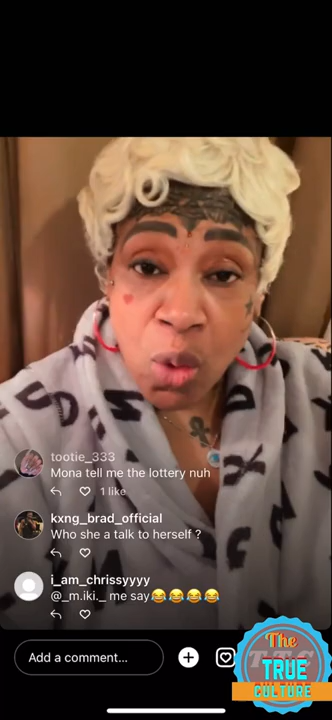 tootie_333
Mona tell me the lottery nuh
1 like
kxng_brad_official
Who she a talk to herself ?
i_am_chrissyyyy
@_m.iki._ me say😂😂😂😂
Add a comment...
The
TRUE
CULTURE